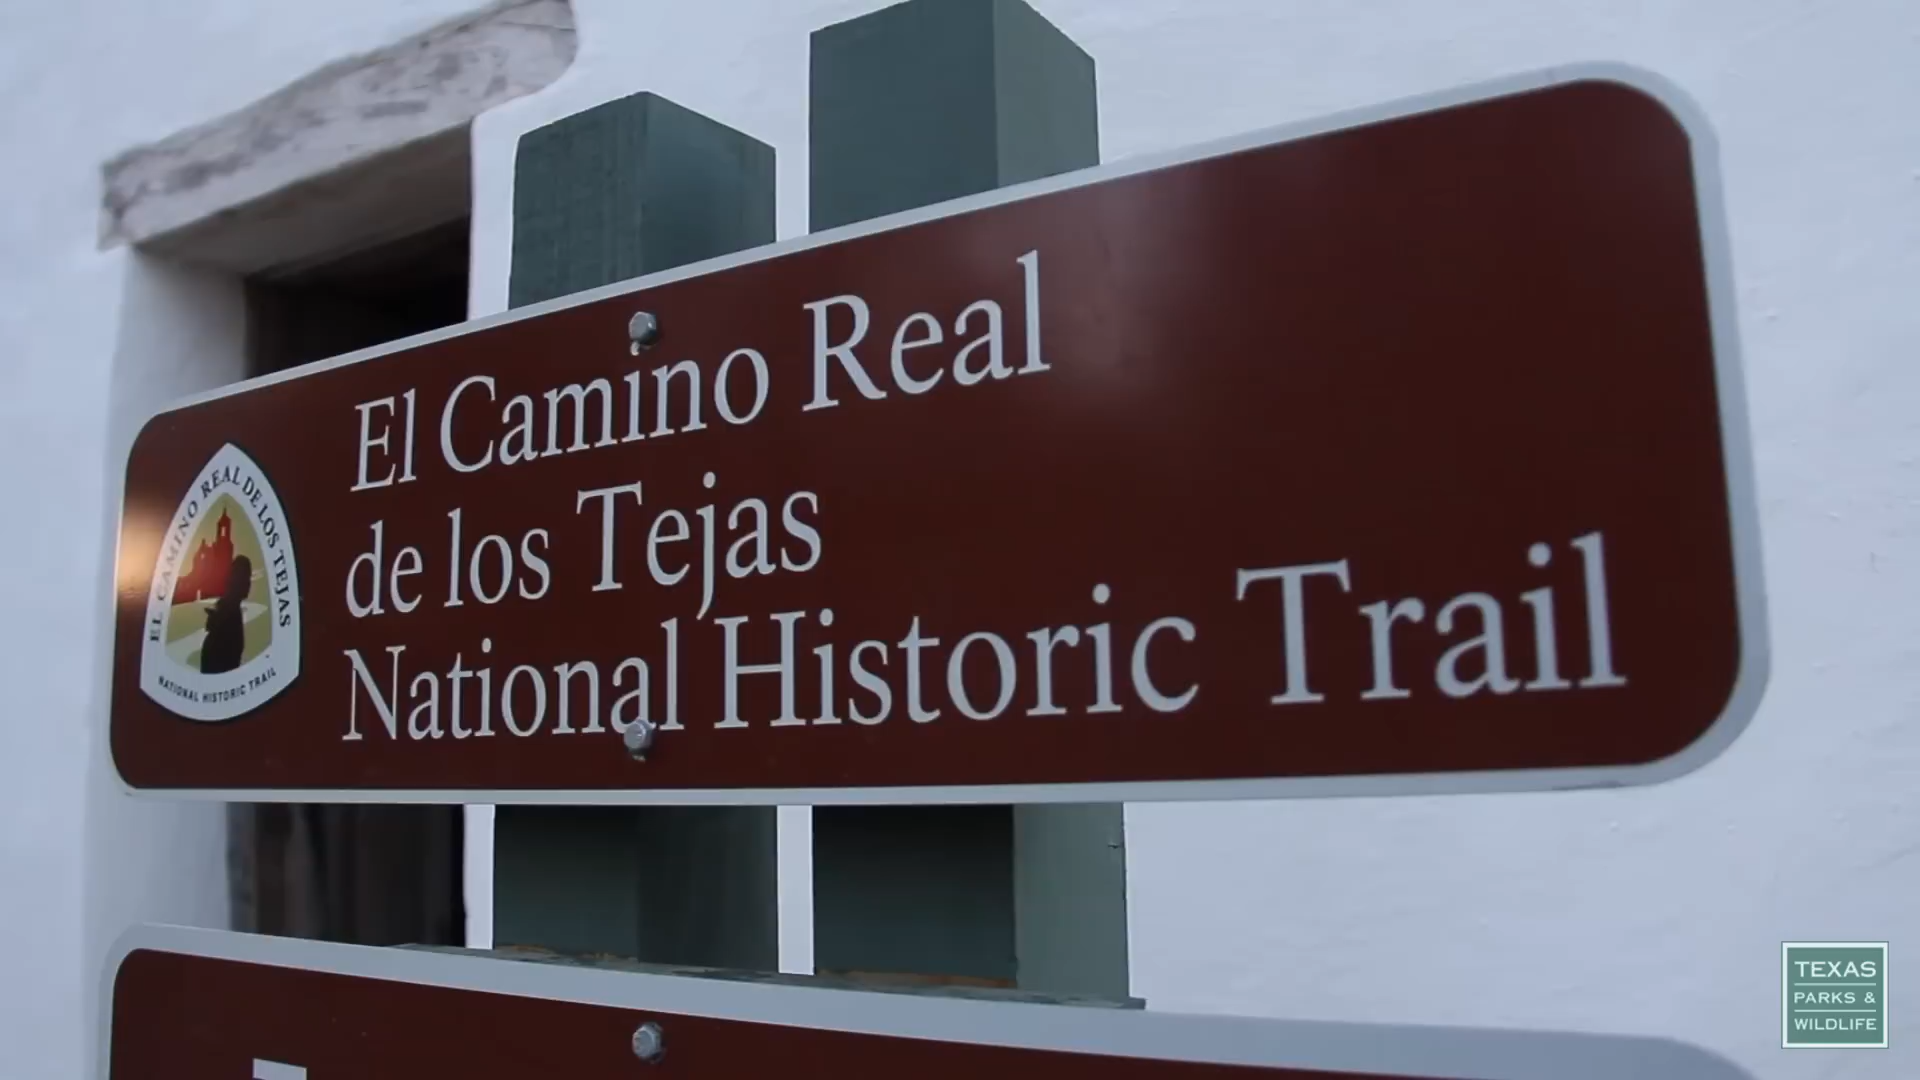 El Camino Real
de los Tejas
National Historic Trail
EL CAMINO REAL DE LOS TEJAS
NATIONAL HISTORIC TRAIL
TEXAS
PARKS &
WILDLIFE